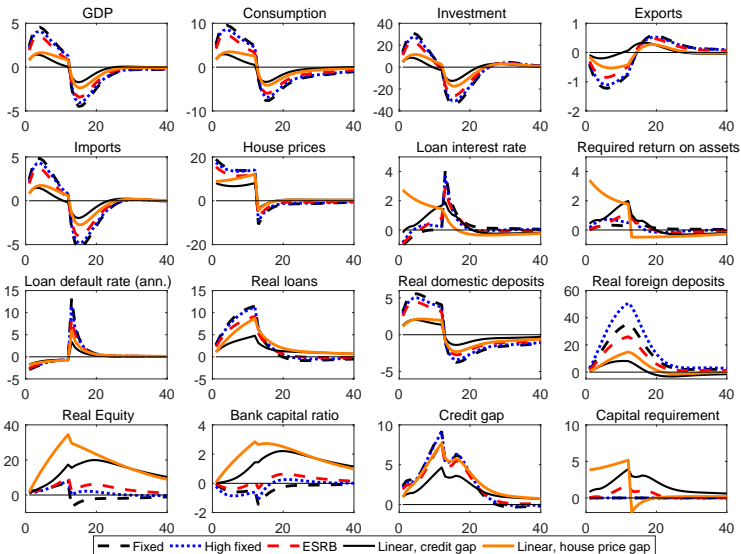 GDP Consumption Investment Exports
5 10 40 1
0 5 20 0
-5 0 0 -1
-5 -20 -2
-10 -40
0 20 40 0 20 40 0 20 40 0 20 40
Imports House prices Loan interest rate Required return on assets
5 20 4 4
0 0 2 2
-5 -20 0 0
0 20 40 0 20 40 0 20 40 0 20 40
Loan default rate (ann.) Real loans Real domestic deposits Real foreign deposits
15 15 5 60
10 10 0 40
5 5 -5 20
0 0 0
-5 -5
0 20 40 0 20 40 0 20 40 0 20 40
Real Equity Bank capital ratio Credit gap Capital requirement
40 4 10 10
20 2 5 5
0 0 0 0
-2
0 20 40 0 20 40 0 20 40 0 20 40
Fixed High fixed ESRB Linear, credit gap Linear, house price gap